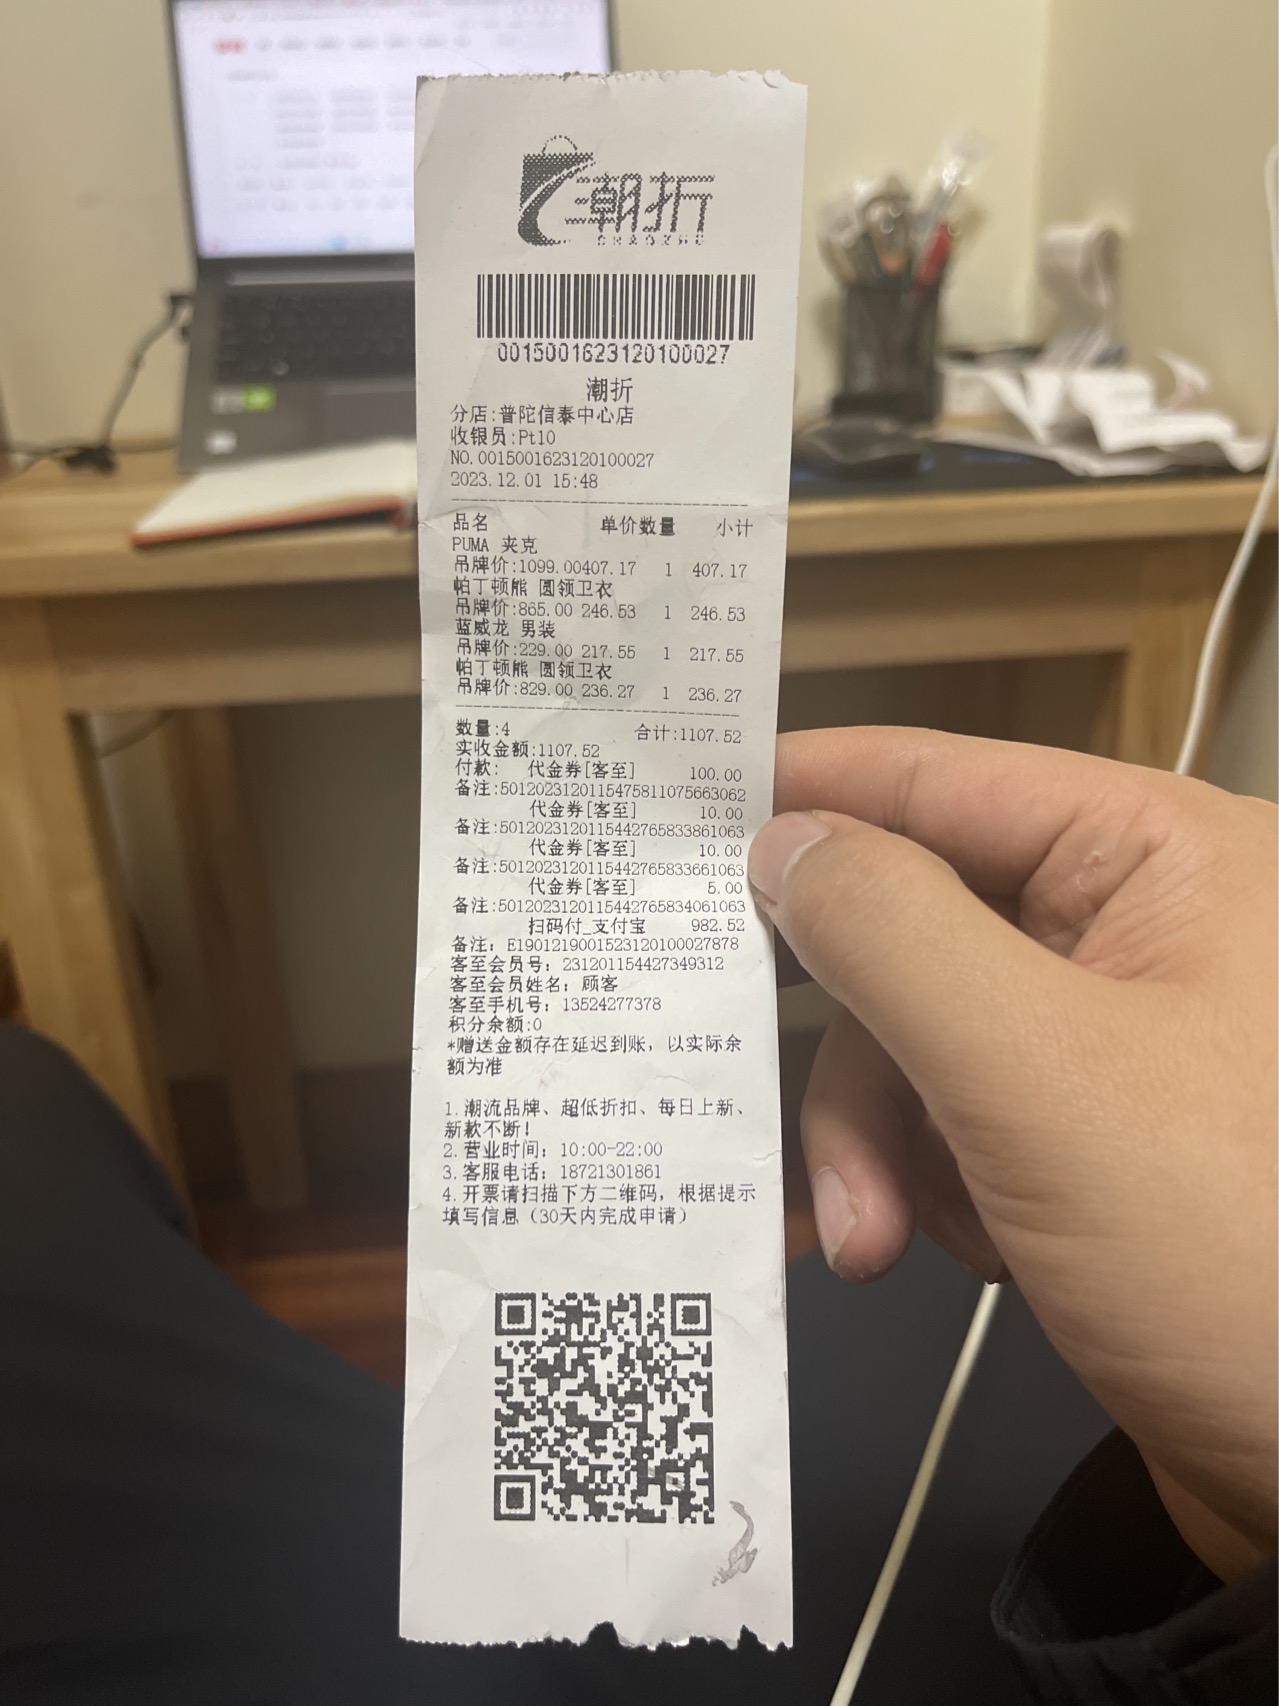 潮折
CHAOZHE
0015001623120100027
潮折
分店:普陀信泰中心店
收银员:Pt10
NO.0015001623120100027
2023.12.01 15:48
品名 单价数量 小计
PUMA 夹克
吊牌价:1099.00407.17 1 407.17
帕丁顿熊 圆领卫衣
吊牌价:865.00 246.53 1 246.53
蓝威龙 男装
吊牌价:229.00 217.55 1 217.55
帕丁顿熊 圆领卫衣
吊牌价:829.00 236.27 1 236.27
数量:4 合计:1107.52
实收金额:1107.52
付款: 代金券[客至] 100.00
备注:5012023120115475811075663062
代金券[客至] 10.00
备注:5012023120115442765833861063
代金券[客至] 10.00
备注:5012023120115442765833661063
代金券[客至] 5.00
备注:5012023120115442765834061063
扫码付_支付宝 982.52
备注: E1901219001523120100027878
客至会员号: 231201154427349312
客至会员姓名: 顾客
客至手机号: 13524277378
积分余额:0
*赠送金额存在延迟到账，以实际余
额为准
1.潮流品牌、超低折扣、每日上新、
新款不断！
2.营业时间: 10:00-22:00
3.客服电话: 18721301861
4.开票请扫描下方二维码，根据提示
填写信息（30天内完成申请）